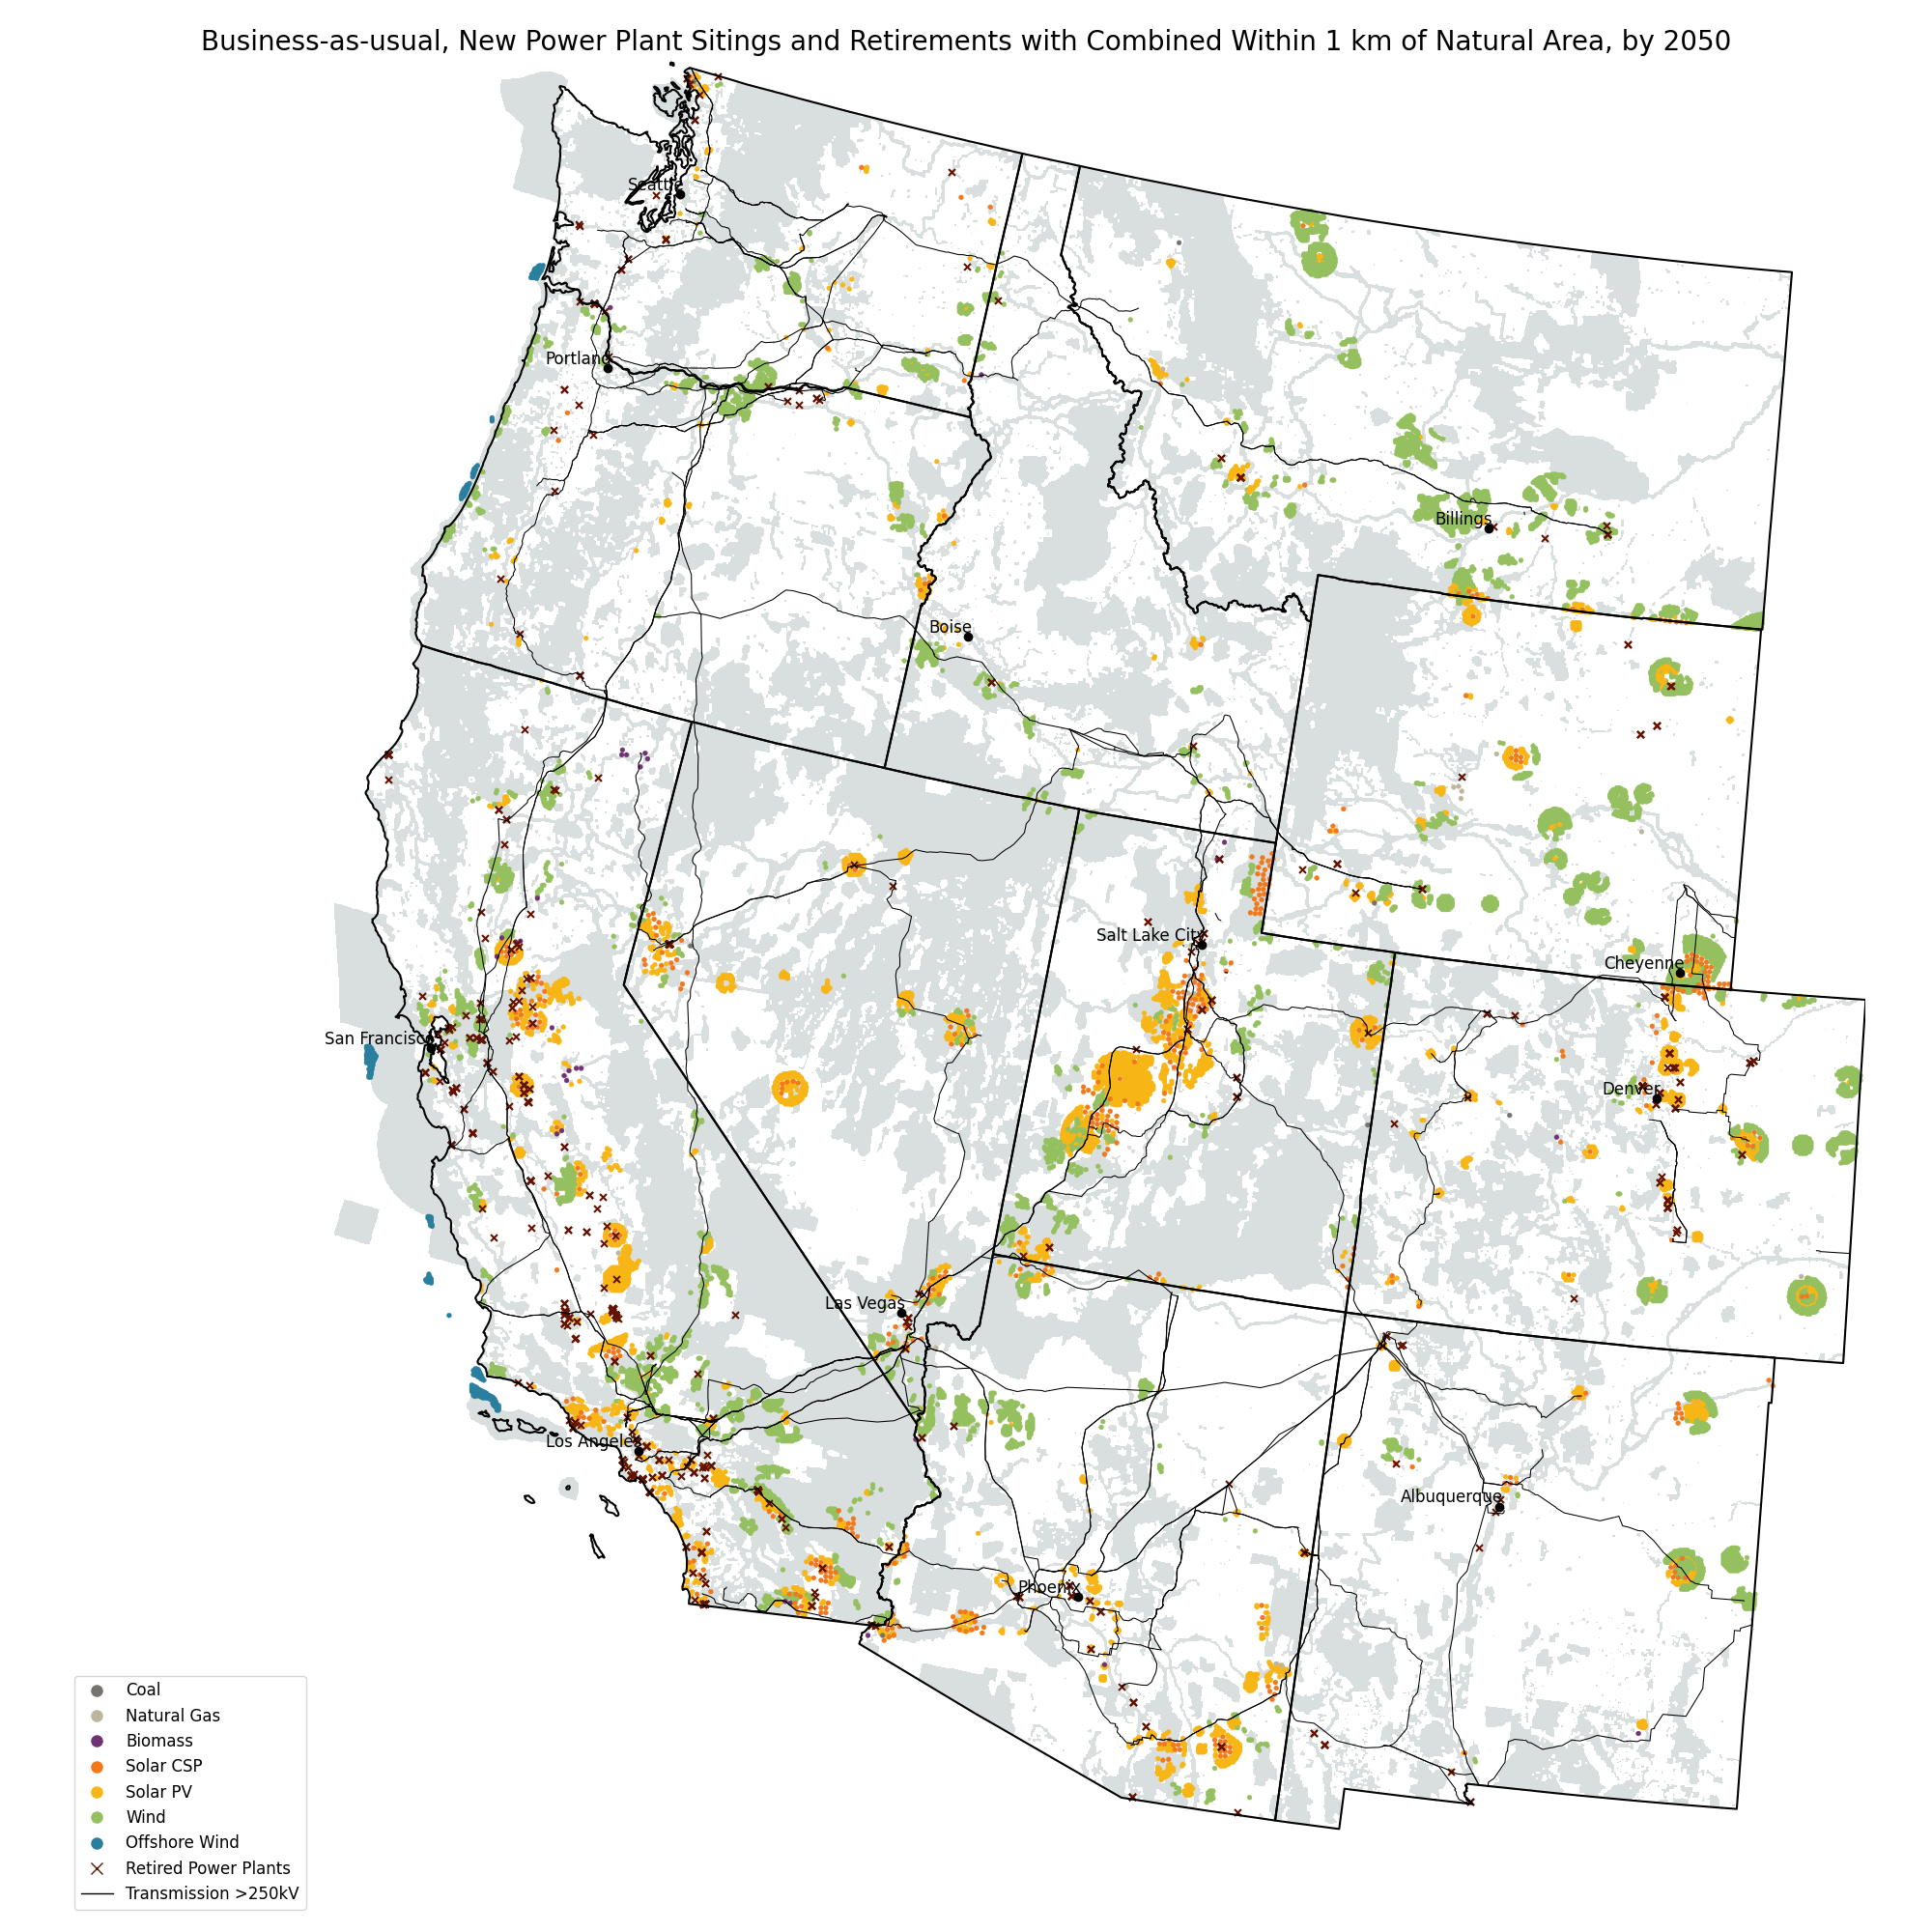 Business-as-usual, New Power Plant Sitings and Retirements with Combined Within 1 km of Natural Area, by 2050
Seattle
Portland
Billings
Boise
Salt Lake City
Cheyenne
San Francisco
Denver
Las Vegas
Los Angeles
Albuquerque
Phoenix
Coal
Natural Gas
Biomass
Solar CSP
Solar PV
Wind
Offshore Wind
Retired Power Plants
Transmission >250kV